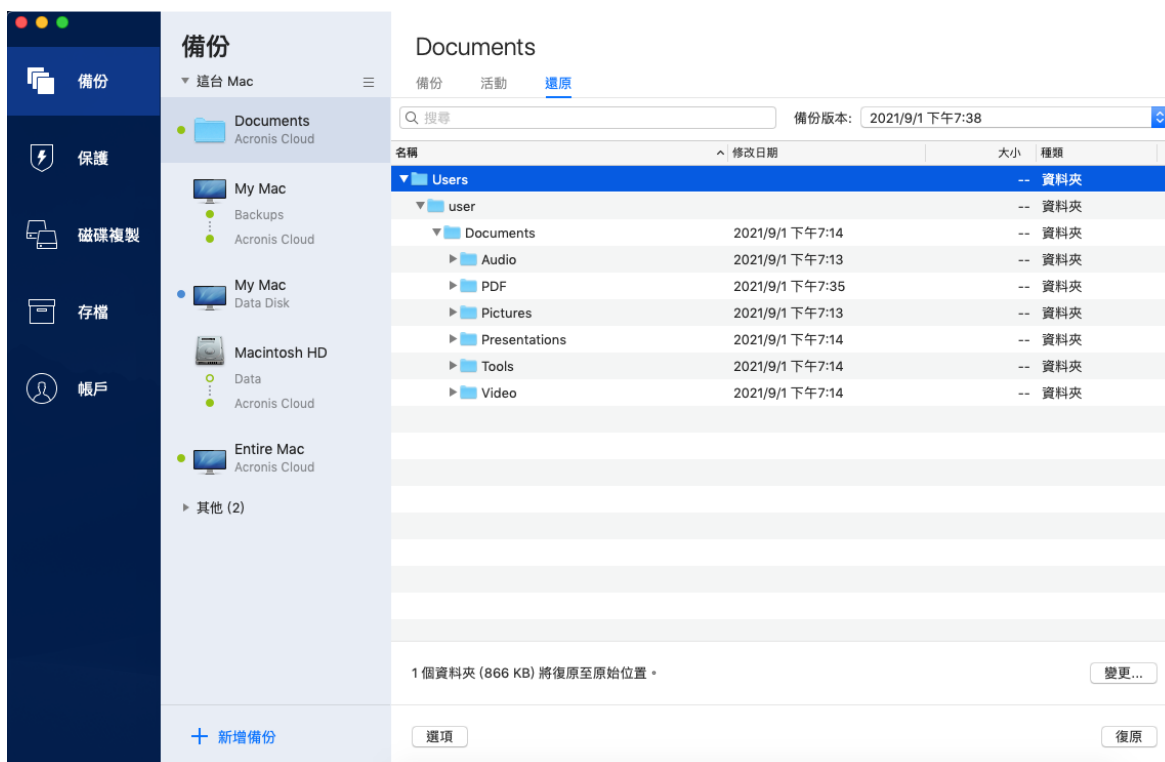 備份
保護
磁碟複製
存檔
帳戶
備份
這台 Mac
Documents
Acronis Cloud
My Mac
Backups
Acronis Cloud
My Mac
Data Disk
Macintosh HD
Data
Acronis Cloud
Entire Mac
Acronis Cloud
其他 (2)
新增備份
Documents
備份 活動 還原
搜尋 備份版本: 2021/9/1 下午7:38
名稱 修改日期 大小 種類
Users -- 資料夾
user -- 資料夾
Documents 2021/9/1 下午7:14 -- 資料夾
Audio 2021/9/1 下午7:13 -- 資料夾
PDF 2021/9/1 下午7:35 -- 資料夾
Pictures 2021/9/1 下午7:13 -- 資料夾
Presentations 2021/9/1 下午7:14 -- 資料夾
Tools 2021/9/1 下午7:14 -- 資料夾
Video 2021/9/1 下午7:14 -- 資料夾
1 個資料夾 (866 KB) 將復原至原始位置。 變更...
選項 復原